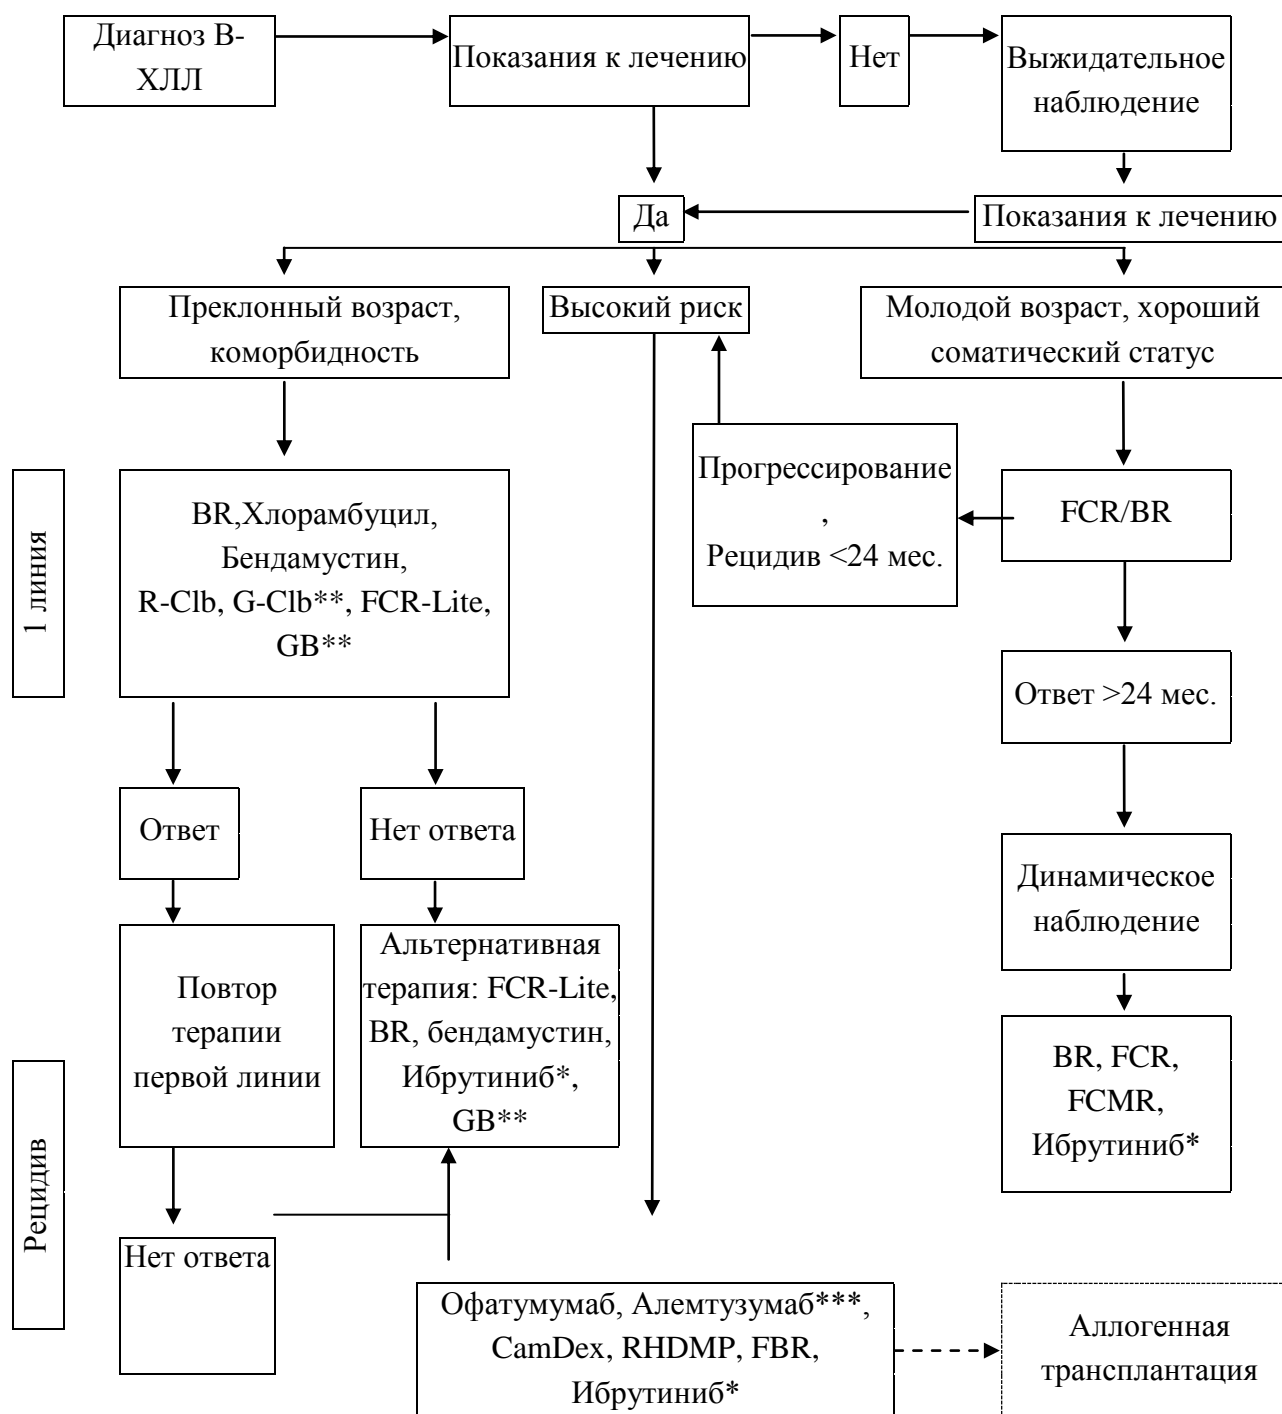 Диагноз В-
ХЛЛ
Показания к лечению
Нет
Выжидательное
наблюдение
Да
Показания к лечению
Преклонный возраст,
коморбидность
Высокий риск
Молодой возраст, хороший
соматический статус
1 линия
BR,Хлорамбуцил,
Бендамустин,
R-Clb, G-Clb**, FCR-Lite,
GB**
Прогрессирование
,
Рецидив <24 мес.
FCR/BR
Ответ >24 мес.
Ответ
Нет ответа
Динамическое
наблюдение
Рецидив
Повтор
терапии
первой линии
Альтернативная
терапия: FCR-Lite,
BR, бендамустин,
Ибрутиниб*,
GB**
BR, FCR,
FCMR,
Ибрутиниб*
Нет ответа
Офатумумаб, Алемтузумаб***,
CamDex, RHDMP, FBR,
Ибрутиниб*
Аллогенная
трансплантация